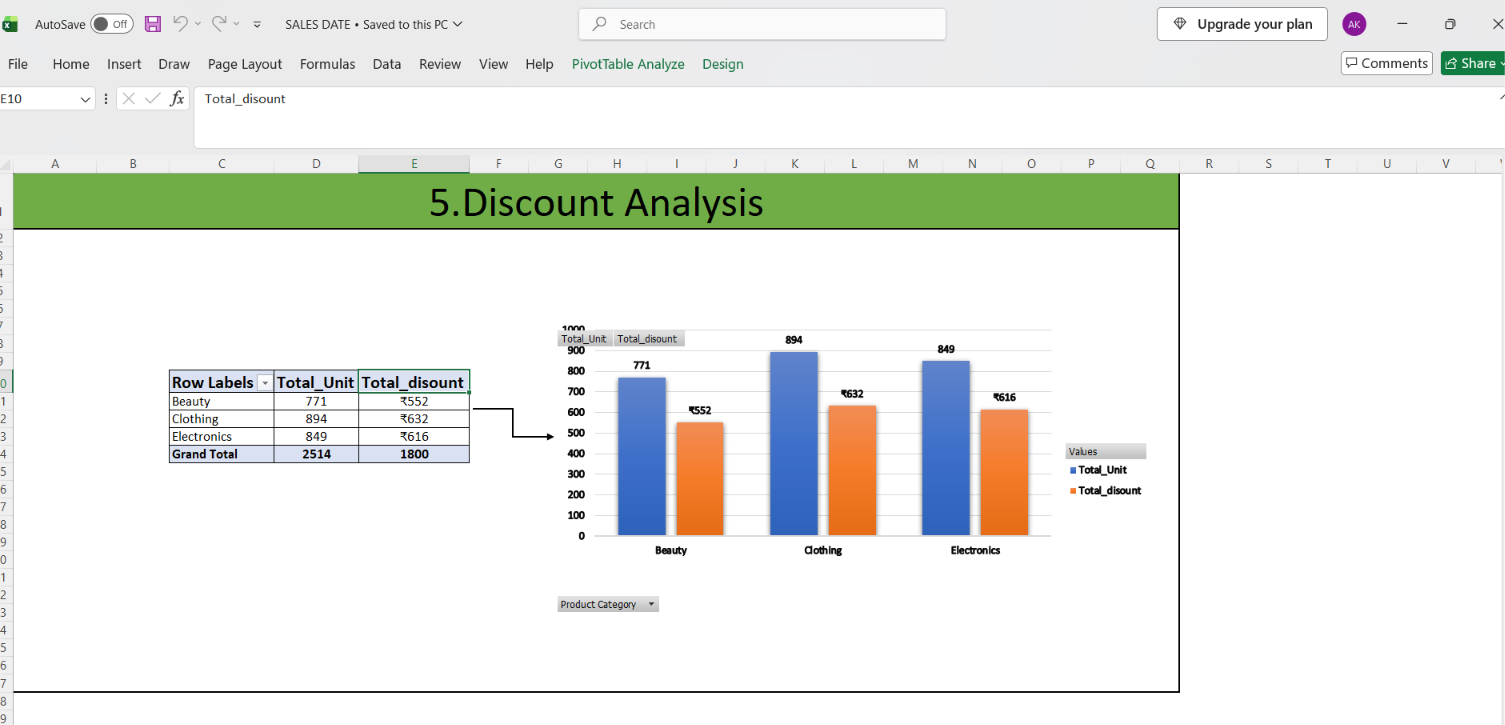 AutoSave Off SALES DATE • Saved to this PC Search Upgrade your plan AK
File Home Insert Draw Page Layout Formulas Data Review View Help PivotTable Analyze Design Comments Share
E10 fx Total_disount
A B C D E F G H I J K L M N O P Q R S T U V
5.Discount Analysis
Row Labels Total_Unit Total_disount
Beauty 771 ₹552
Clothing 894 ₹632
Electronics 849 ₹616
Grand Total 2514 1800
1000
Total_Unit Total_disount
900
800
700
600
500
400
300
200
100
0
771
₹552
894
₹632
849
₹616
Beauty Clothing Electronics
Values
Total_Unit
Total_disount
Product Category